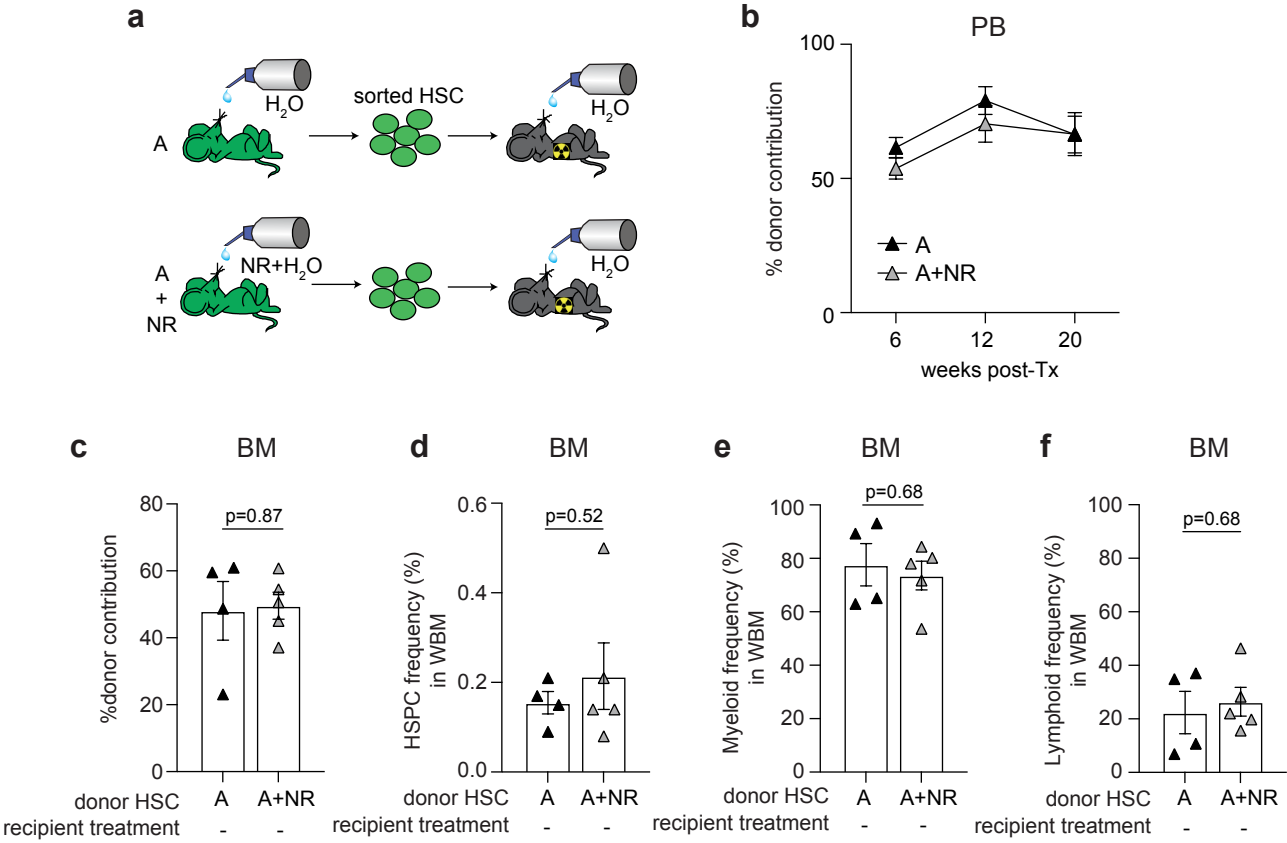 a
H₂O
sorted HSC
H₂O
A
NR+H₂O
H₂O
A
+
NR
b
PB
% donor contribution
100
50
0
A
A+NR
6 12 20
weeks post-Tx
c
BM
%donor contribution
80
60
40
20
0
p=0.87
donor HSC A A+NR
recipient treatment - -
d
BM
HSPC frequency (%)
in WBM
0.6
0.4
0.2
0.0
p=0.52
donor HSC A A+NR
recipient treatment - -
e
BM
Myeloid frequency (%)
in WBM
100
80
60
40
20
0
p=0.68
donor HSC A A+NR
recipient treatment - -
f
BM
Lymphoid frequency (%)
in WBM
100
80
60
40
20
0
p=0.68
donor HSC A A+NR
recipient treatment - -